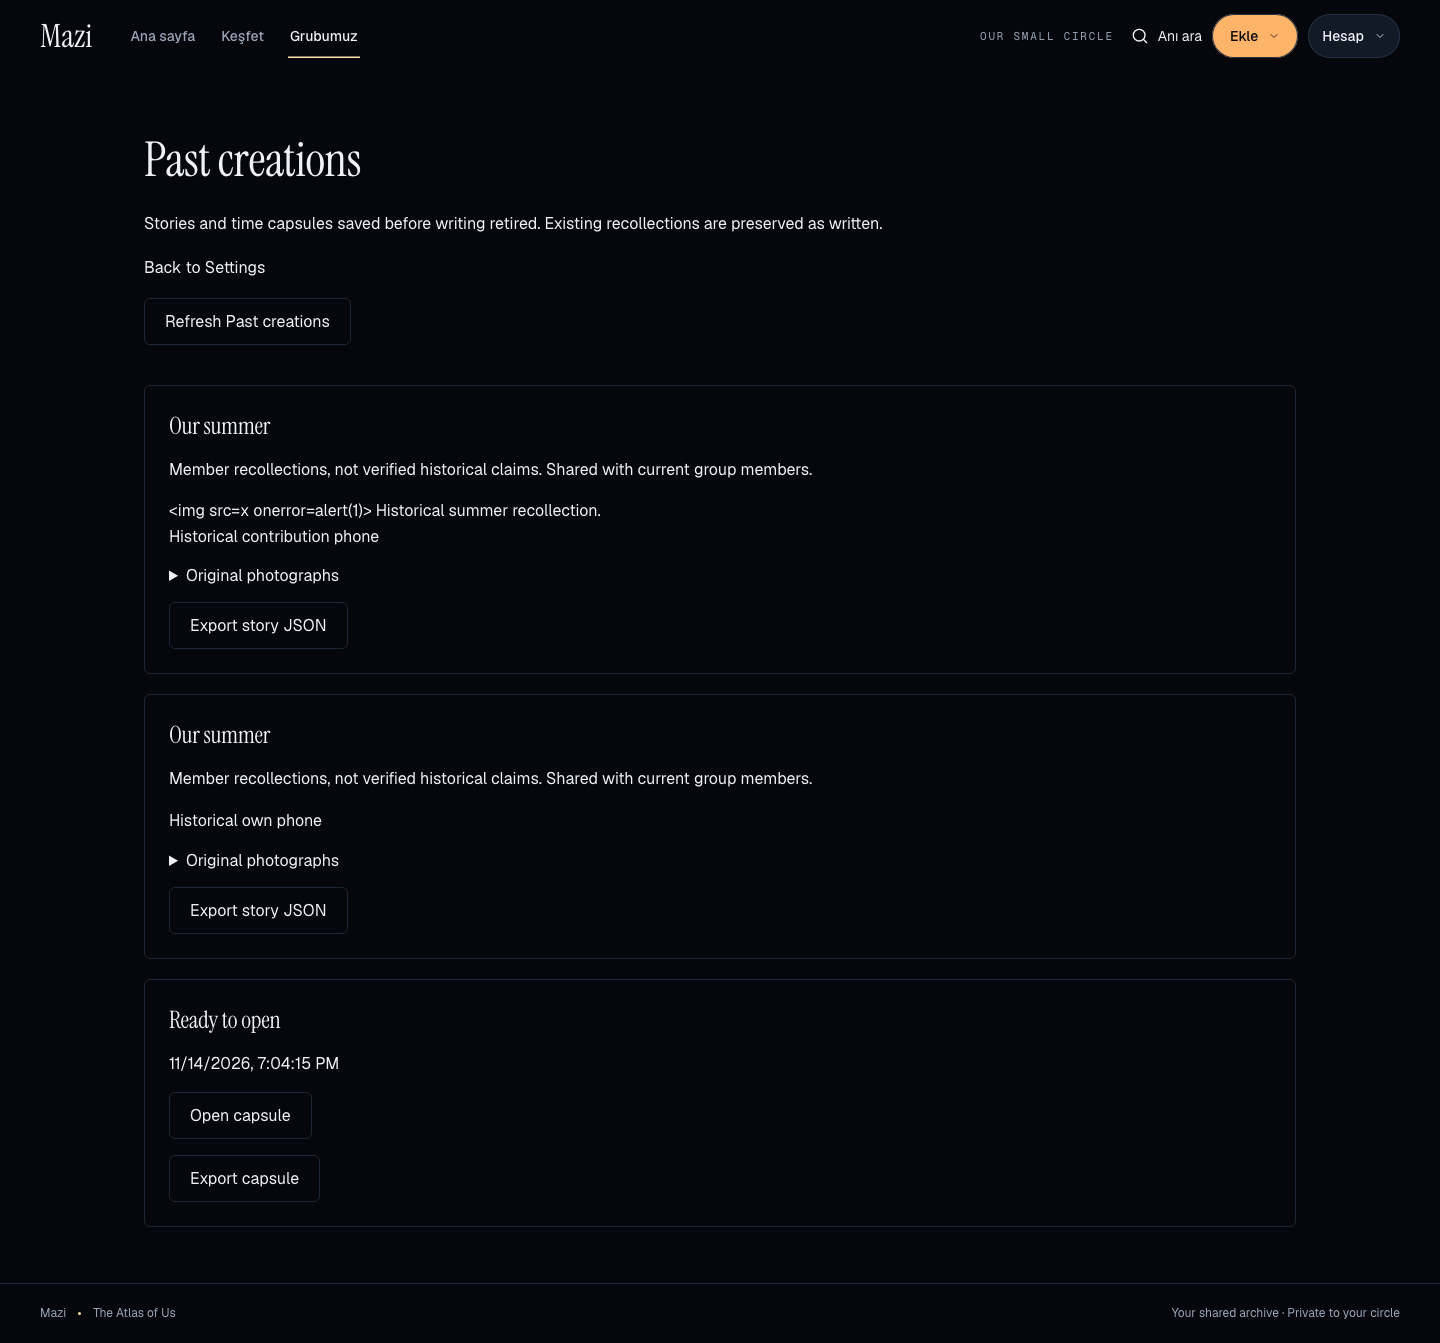 Mazi
Ana sayfa
Keşfet
Grubumuz
OUR SMALL CIRCLE
Anı ara
Ekle
Hesap
Past creations
Stories and time capsules saved before writing retired. Existing recollections are preserved as written.
Back to Settings
Refresh Past creations
Our summer
Member recollections, not verified historical claims. Shared with current group members.
<img src=x onerror=alert(1)> Historical summer recollection.
Historical contribution phone
Original photographs
Export story JSON
Our summer
Member recollections, not verified historical claims. Shared with current group members.
Historical own phone
Original photographs
Export story JSON
Ready to open
11/14/2026, 7:04:15 PM
Open capsule
Export capsule
Mazi • The Atlas of Us
Your shared archive · Private to your circle